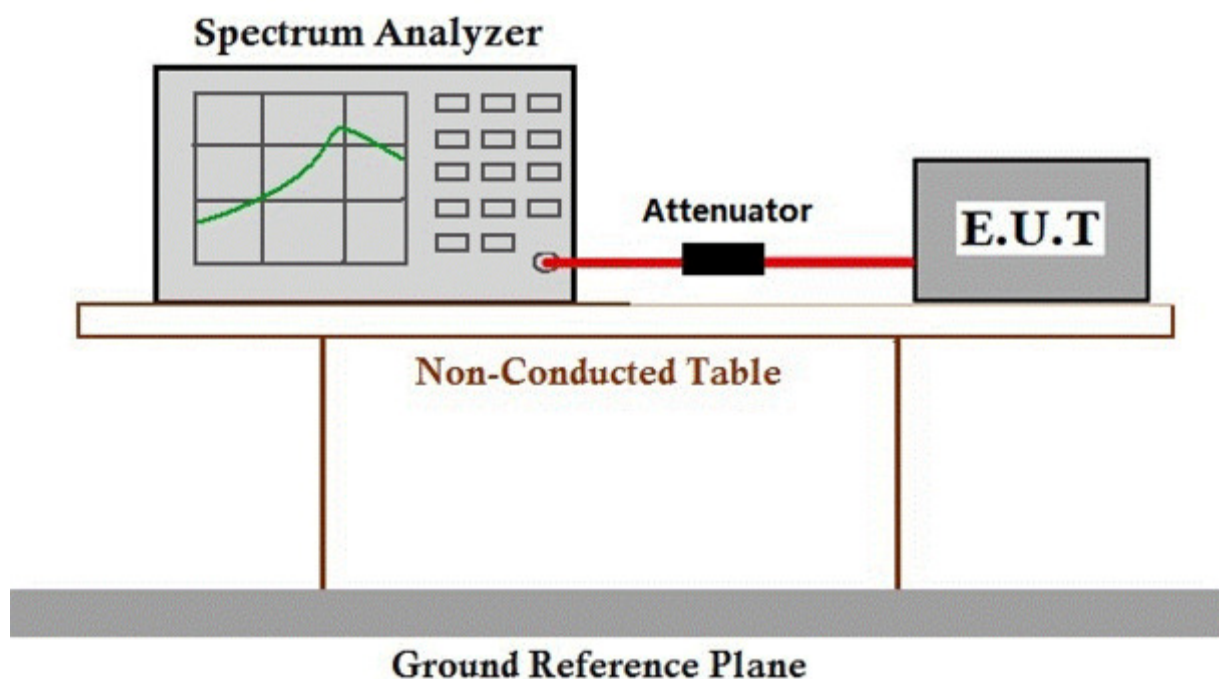 Spectrum Analyzer
Attenuator
E.U.T
Non-Conducted Table
Ground Reference Plane